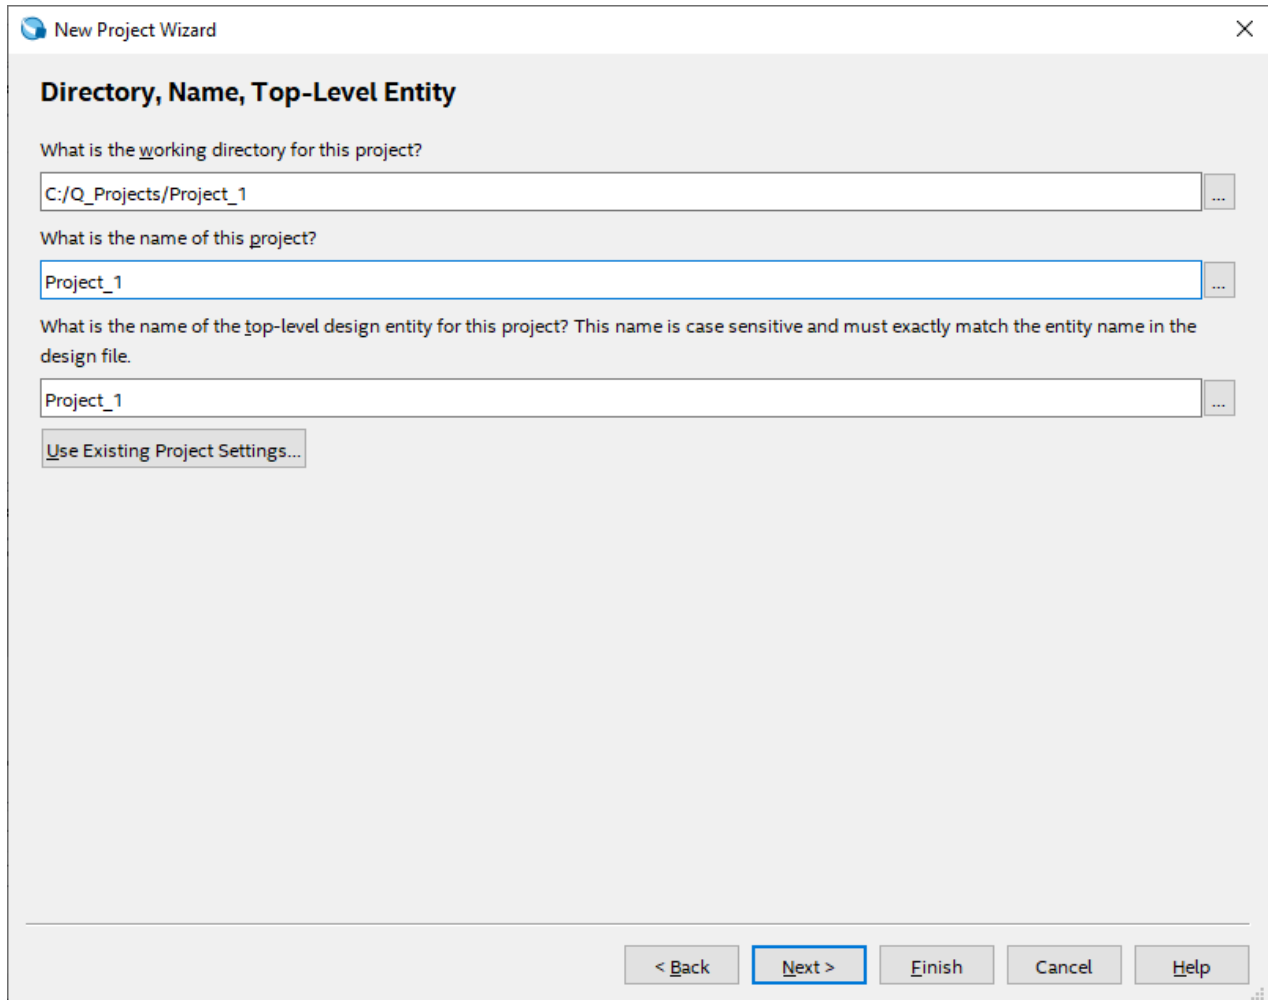 New Project Wizard
Directory, Name, Top-Level Entity
What is the working directory for this project?
C:/Q_Projects/Project_1
...
What is the name of this project?
Project_1
...
What is the name of the top-level design entity for this project? This name is case sensitive and must exactly match the entity name in the
design file.
Project_1
...
Use Existing Project Settings...
< Back
Next >
Finish
Cancel
Help